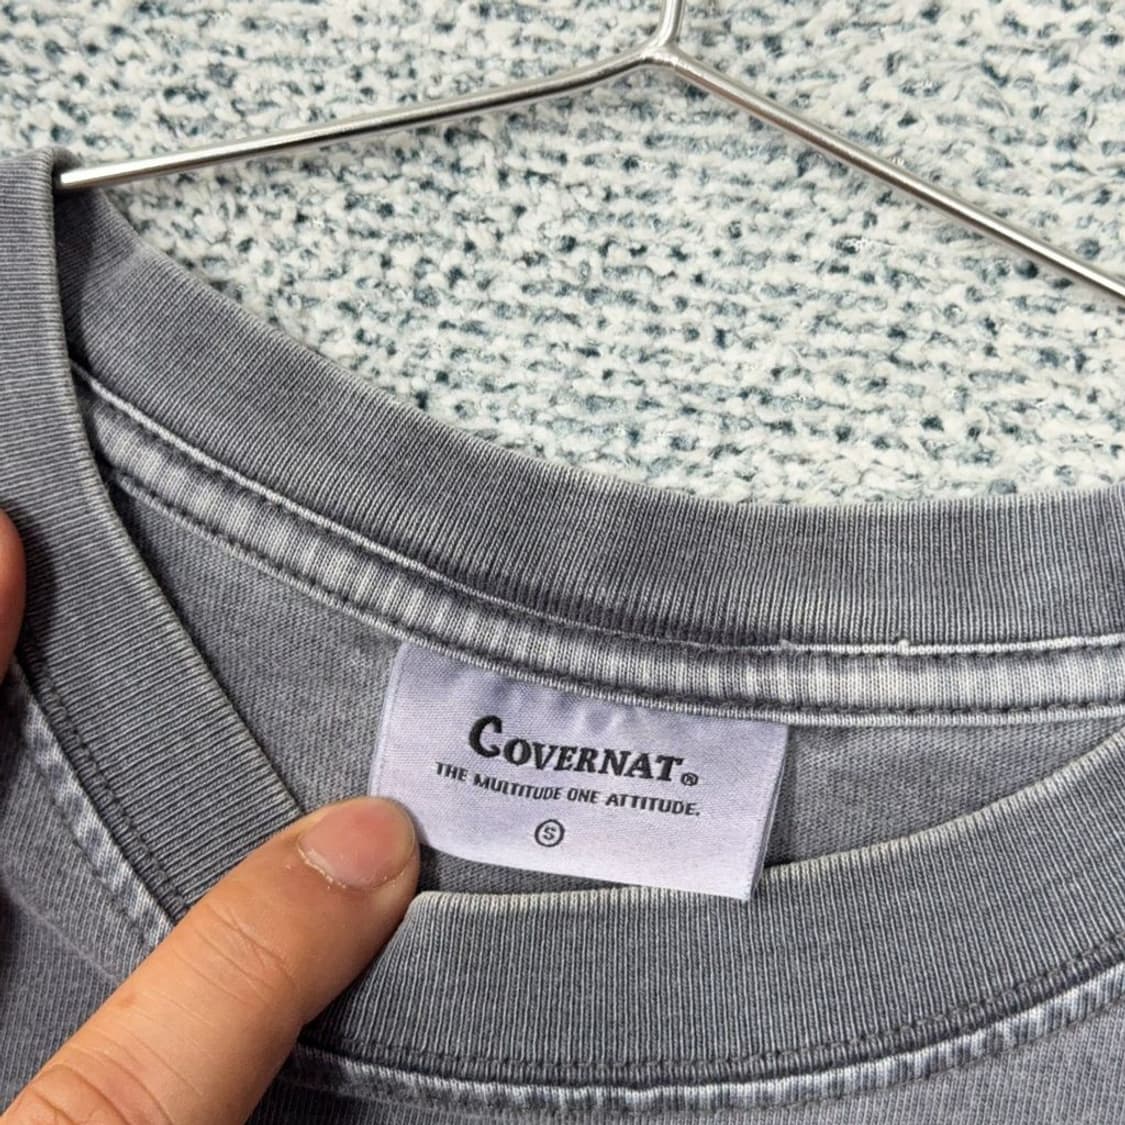 COVERNAT®
THE MULTITUDE ONE ATTITUDE.
S